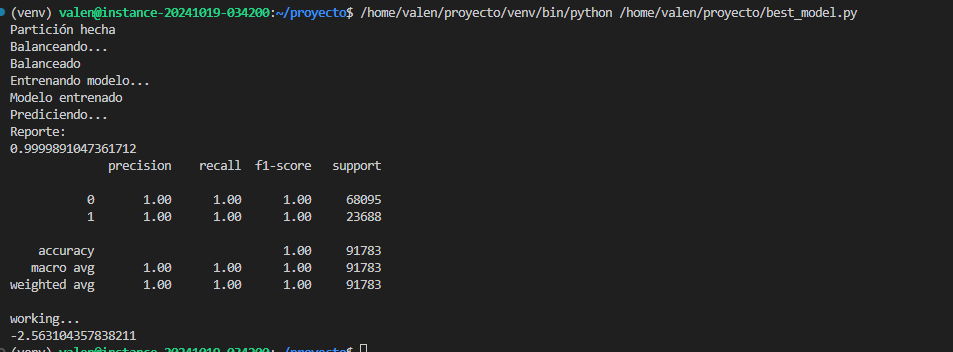 (venv) valen@instance-20241019-034200:~/proyecto$ /home/valen/proyecto/venv/bin/python /home/valen/proyecto/best_model.py
Partición hecha
Balanceando...
Balanceado
Entrenando modelo...
Modelo entrenado
Prediciendo...
Reporte:
0.9999891047361712
precision recall f1-score support
0 1.00 1.00 1.00 68095
1 1.00 1.00 1.00 23688
accuracy 1.00 91783
macro avg 1.00 1.00 1.00 91783
weighted avg 1.00 1.00 1.00 91783
working...
-2.563104357838211
(venv) valen@instance-20241019-034200:~/proyecto$